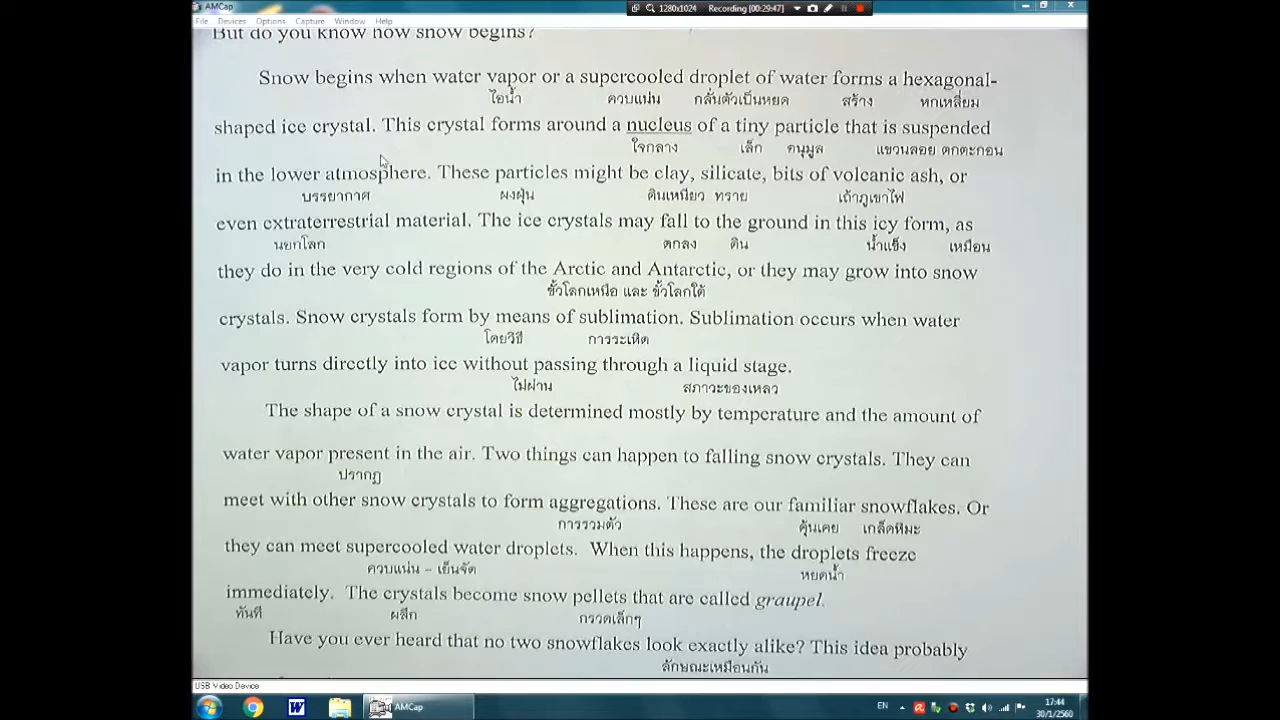 AMCap
1280x1024 Recording [00:29:47]
File Devices Options Capture Window Help
But do you know how snow begins?
Snow begins when water vapor or a supercooled droplet of water forms a hexagonal-
ไอน้ำ ควบแน่น กลั่นตัวเป็นหยด สร้าง หกเหลี่ยม
shaped ice crystal. This crystal forms around a nucleus of a tiny particle that is suspended
ใจกลาง เล็ก อนุมูล แขวนลอย ตกตะกอน
in the lower atmosphere. These particles might be clay, silicate, bits of volcanic ash, or
บรรยากาศ ผงฝุ่น ดินเหนียว ทราย เถ้าภูเขาไฟ
even extraterrestrial material. The ice crystals may fall to the ground in this icy form, as
นอกโลก ตกลง ดิน น้ำแข็ง เหมือน
they do in the very cold regions of the Arctic and Antarctic, or they may grow into snow
ขั้วโลกเหนือ และ ขั้วโลกใต้
crystals. Snow crystals form by means of sublimation. Sublimation occurs when water
โดยวิธี การระเหิด
vapor turns directly into ice without passing through a liquid stage.
ไม่ผ่าน สภาวะของเหลว
The shape of a snow crystal is determined mostly by temperature and the amount of
water vapor present in the air. Two things can happen to falling snow crystals. They can
ปรากฏ
meet with other snow crystals to form aggregations. These are our familiar snowflakes. Or
การรวมตัว คุ้นเคย เกล็ดหิมะ
they can meet supercooled water droplets. When this happens, the droplets freeze
ควบแน่น – เย็นจัด หยดน้ำ
immediately. The crystals become snow pellets that are called graupel.
ทันที ผลึก กรวดเล็กๆ
Have you ever heard that no two snowflakes look exactly alike? This idea probably
ลักษณะเหมือนกัน
USB Video Device
AMCap
EN
17:44
30/1/2560